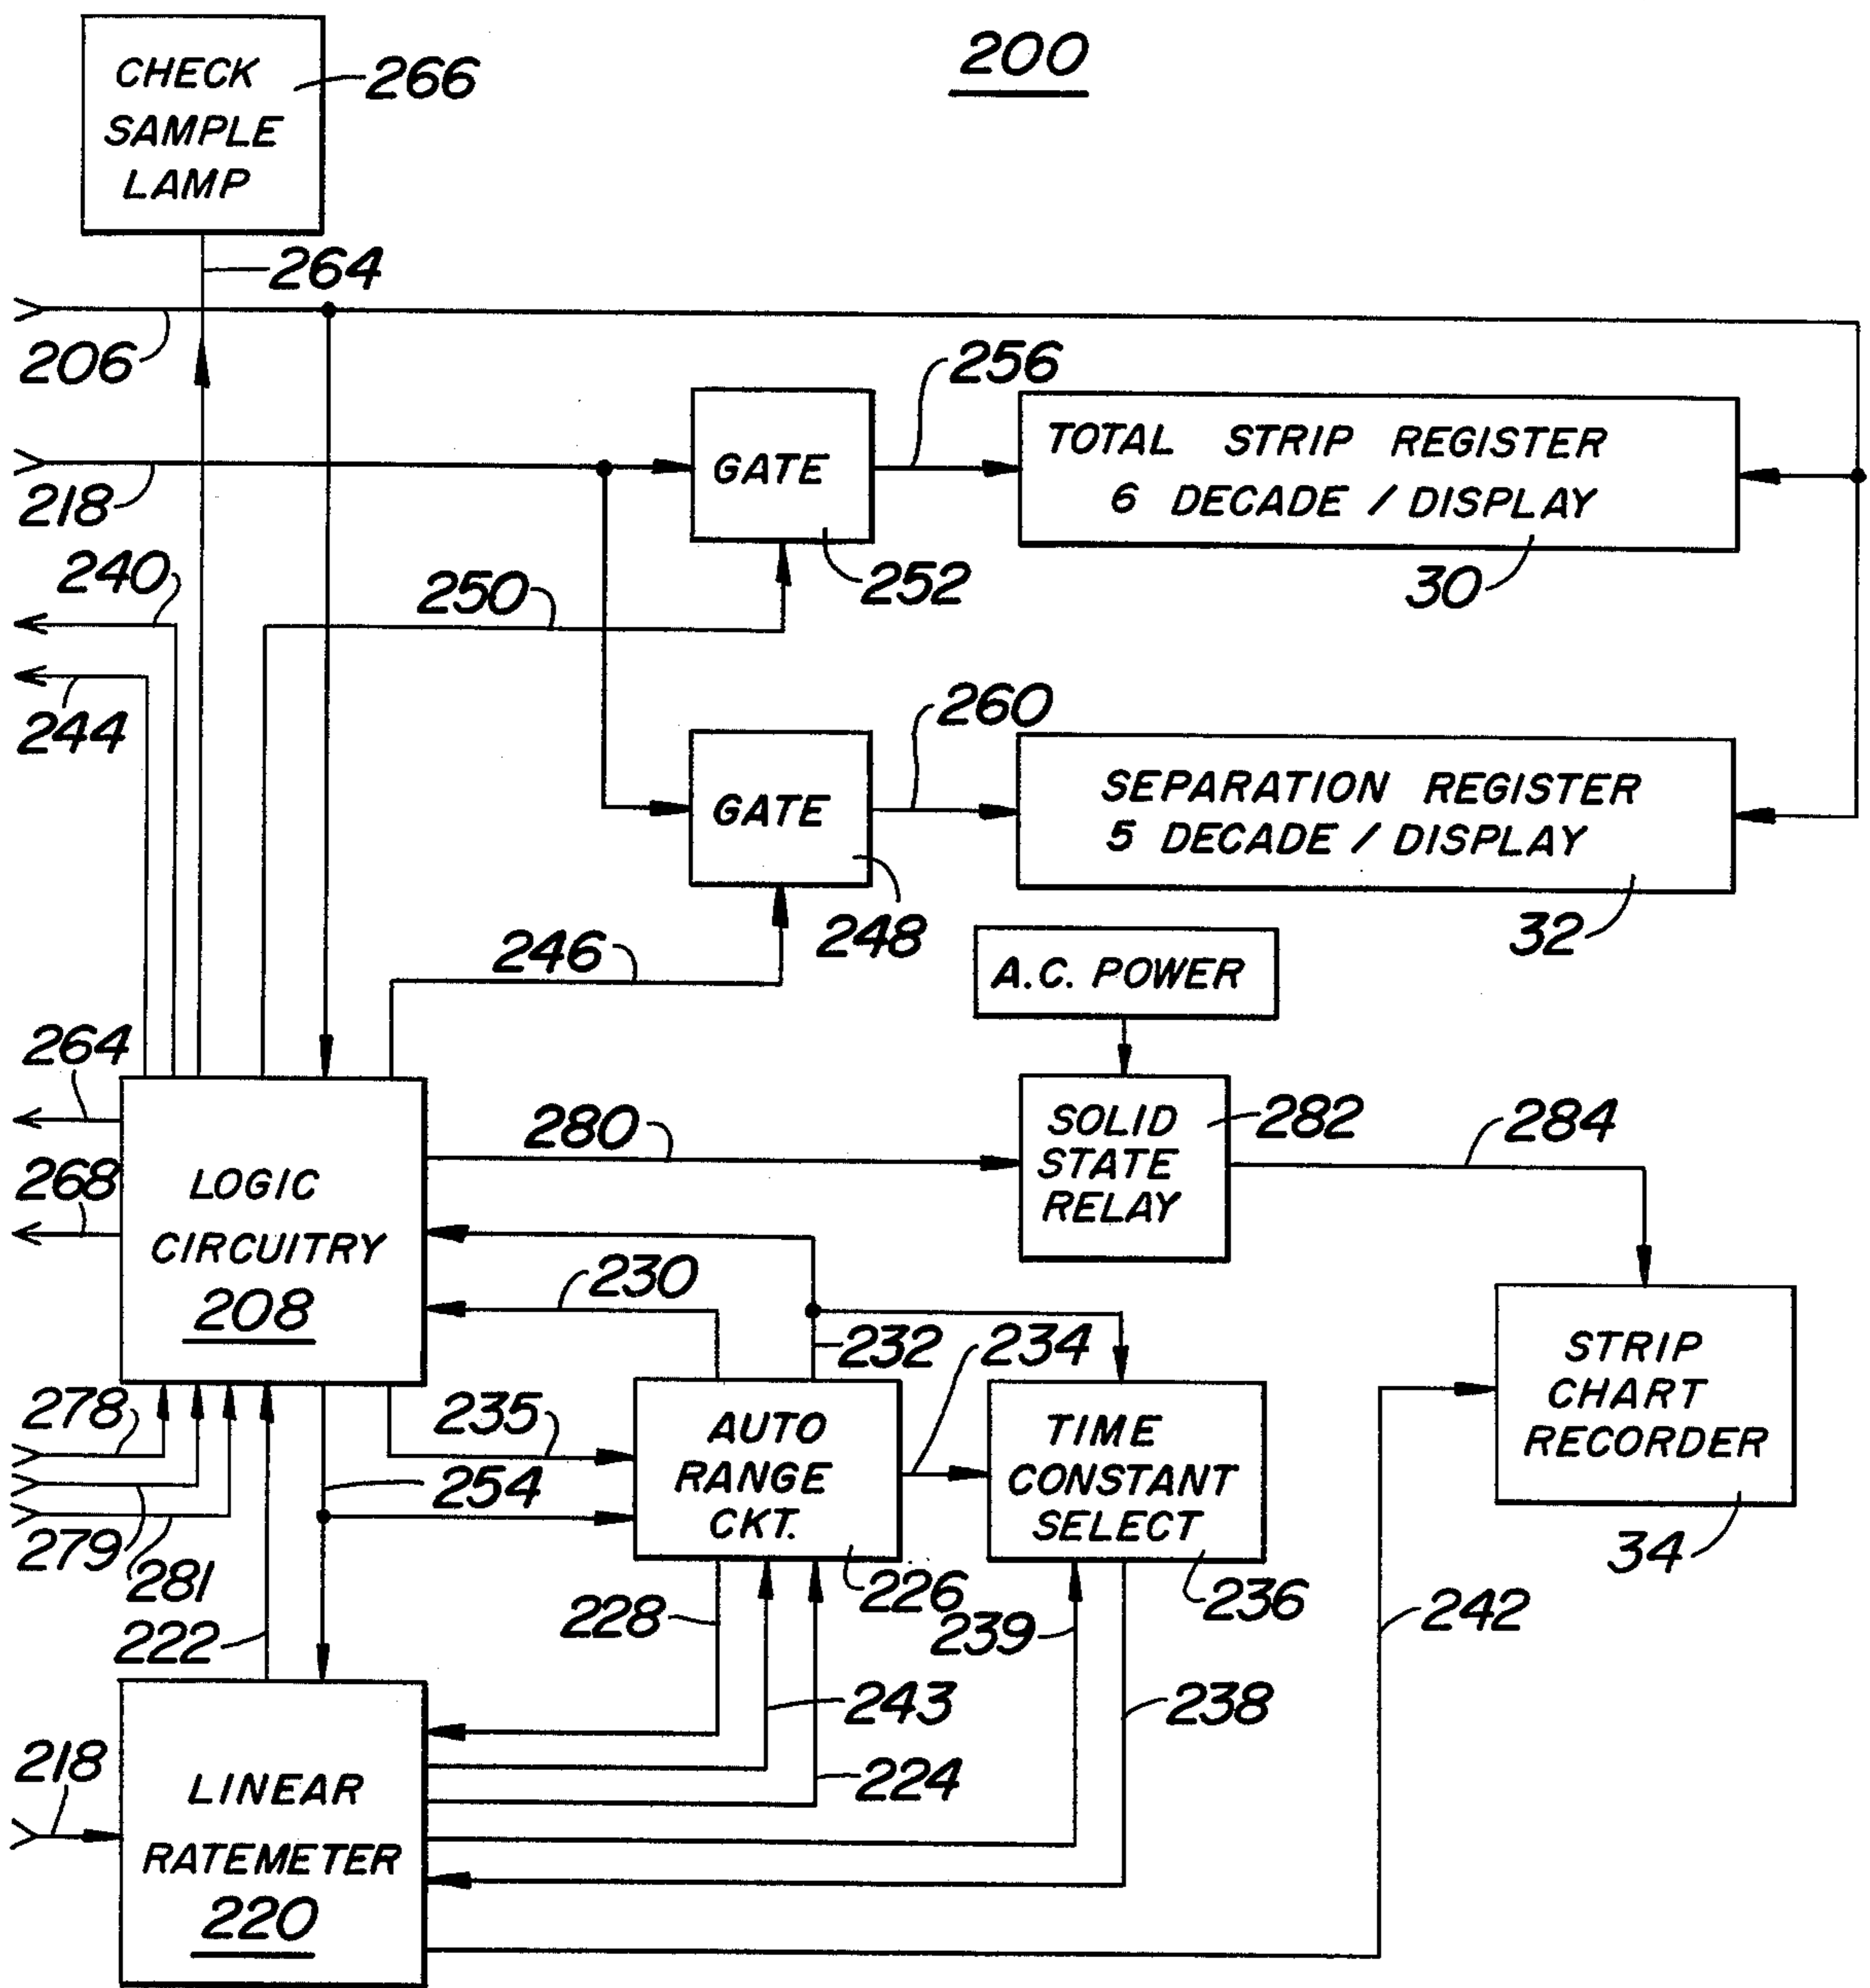 200
CHECK
SAMPLE
LAMP
266
264
206
256
TOTAL STRIP REGISTER
6 DECADE / DISPLAY
GATE
218
252
30
240
250
244
260
SEPARATION REGISTER
5 DECADE / DISPLAY
GATE
248
32
246
A.C. POWER
264
280
SOLID
STATE
RELAY
282
284
268
LOGIC
CIRCUITRY
208
230
232
234
STRIP
CHART
RECORDER
34
278
279
281
235
254
AUTO
RANGE
CKT.
226
TIME
CONSTANT
SELECT
236
222
228
239
242
243
238
224
218
LINEAR
RATEMETER
220